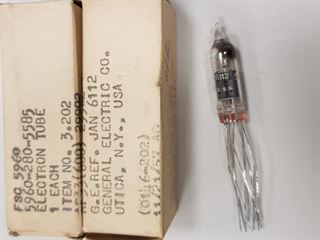 FSC 5960
5960-280-5585
ELECTRON TUBE
1 EACH
ITEM NO. 3.202
G.E.REF. JAN 6112
GENERAL ELECTRIC CO.
UTICA, N.Y., USA
6112